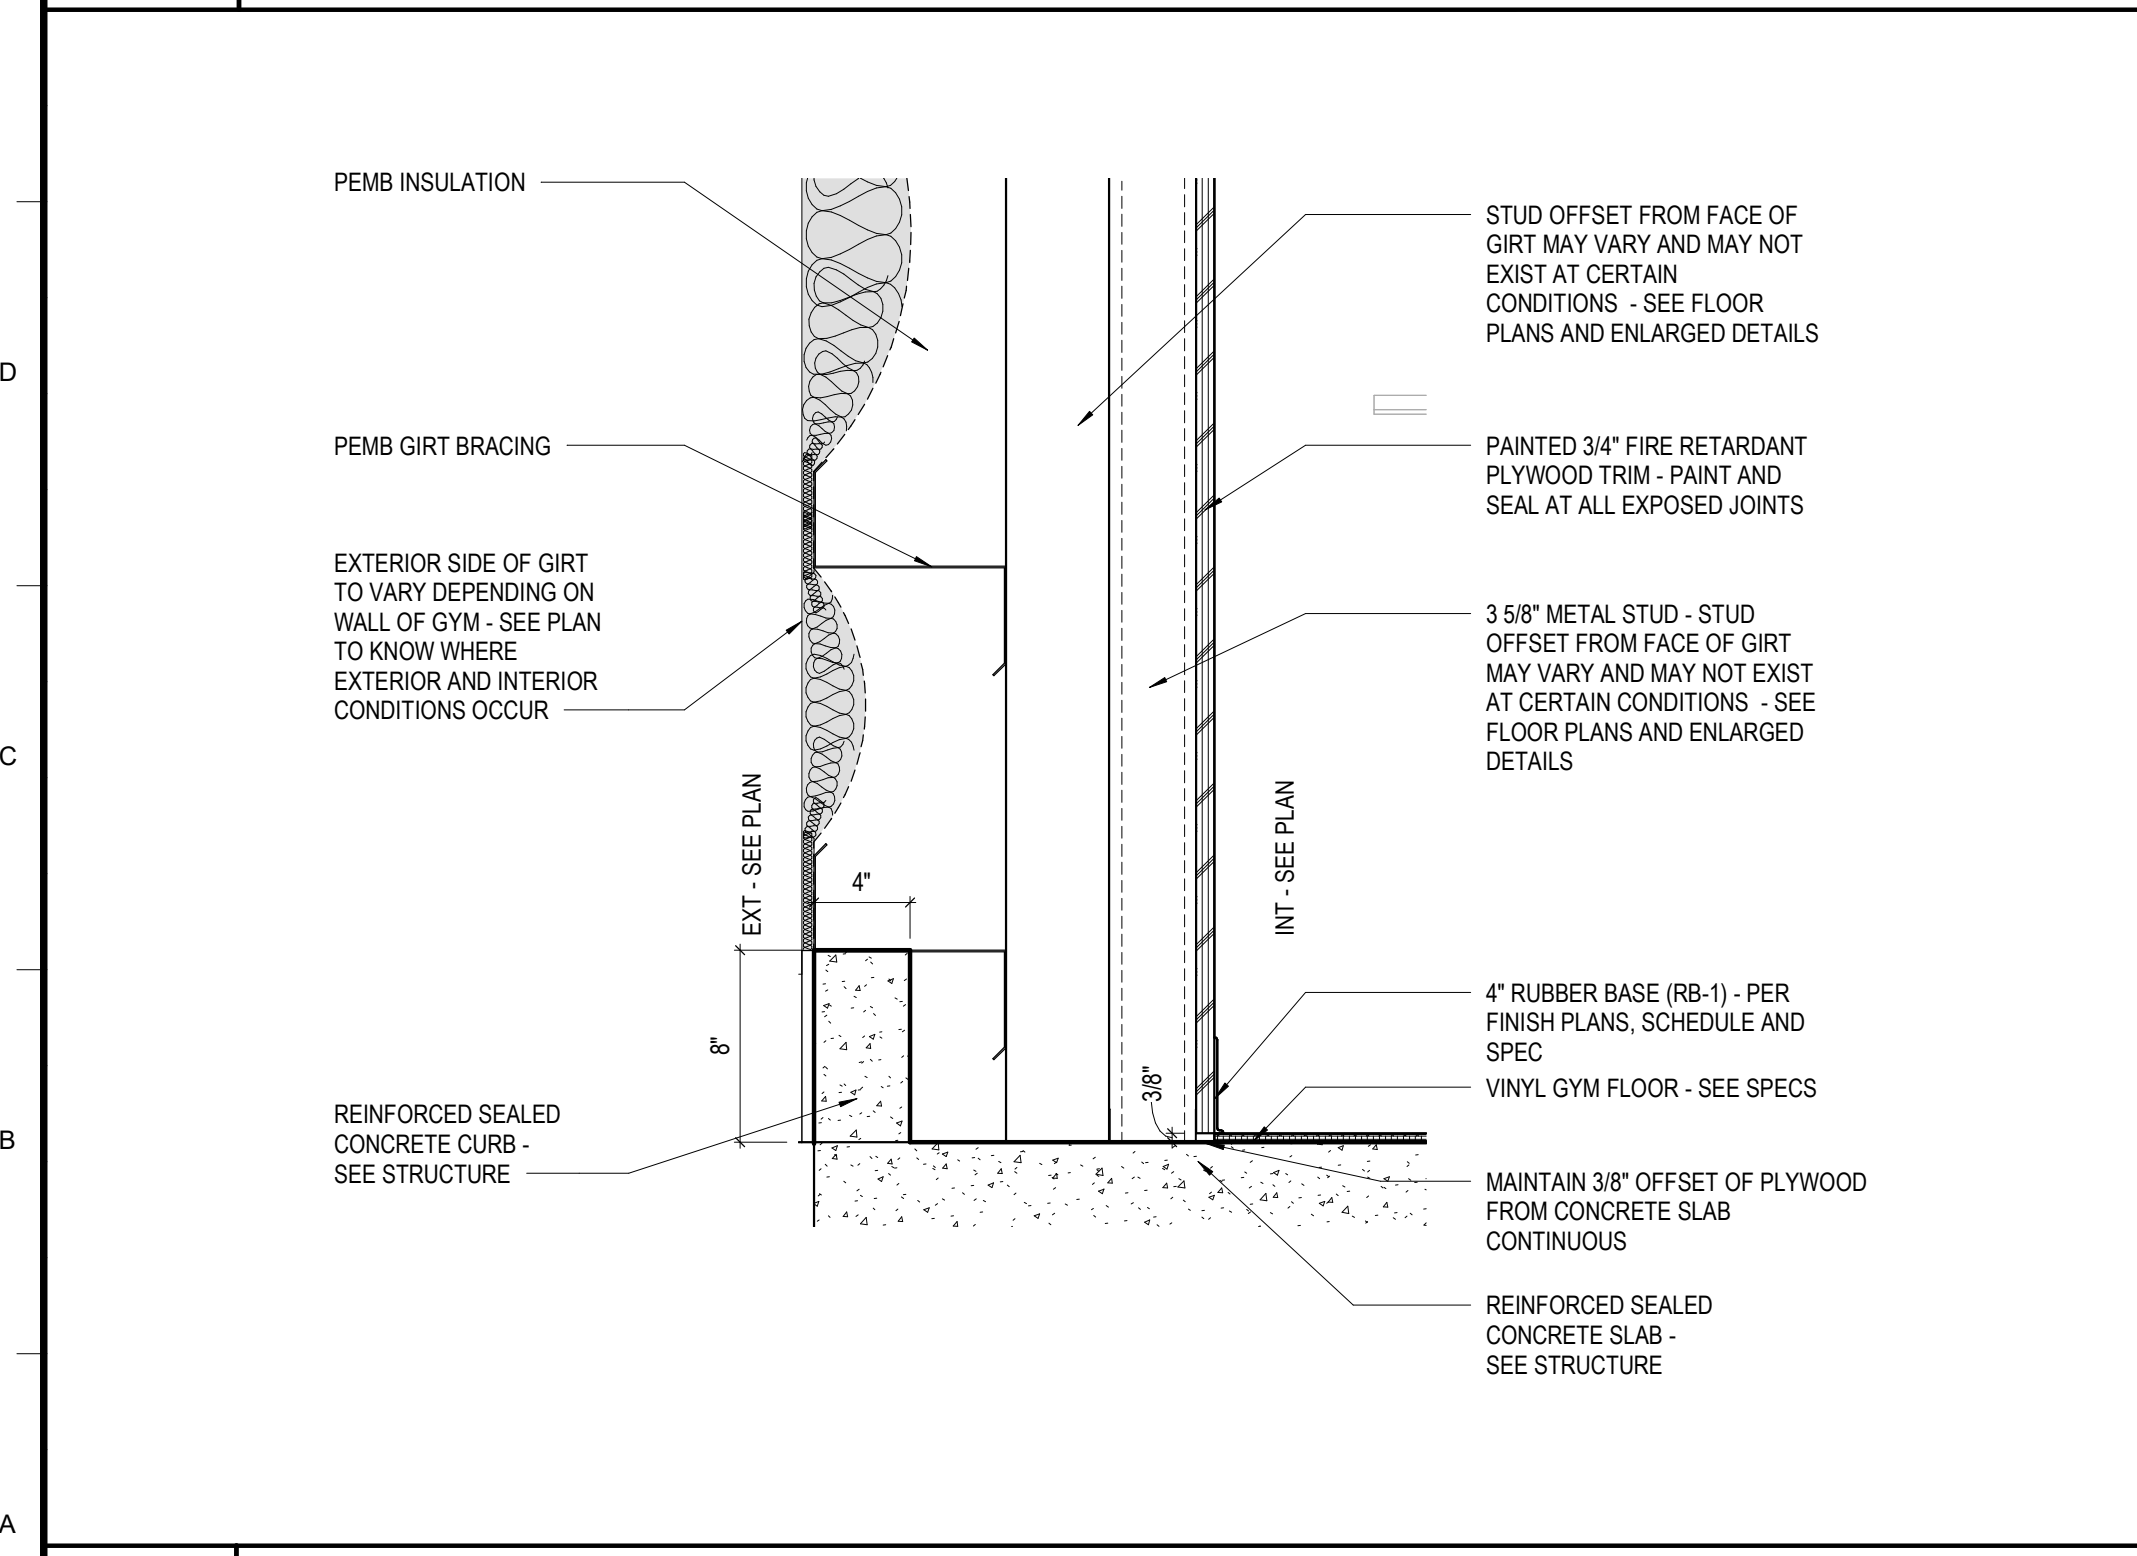 PEMB INSULATION
PEMB GIRT BRACING
EXTERIOR SIDE OF GIRT
TO VARY DEPENDING ON
WALL OF GYM - SEE PLAN
TO KNOW WHERE
EXTERIOR AND INTERIOR
CONDITIONS OCCUR
REINFORCED SEALED
CONCRETE CURB -
SEE STRUCTURE
EXT - SEE PLAN
4"
8"
3/8"
INT - SEE PLAN
STUD OFFSET FROM FACE OF
GIRT MAY VARY AND MAY NOT
EXIST AT CERTAIN
CONDITIONS - SEE FLOOR
PLANS AND ENLARGED DETAILS
PAINTED 3/4" FIRE RETARDANT
PLYWOOD TRIM - PAINT AND
SEAL AT ALL EXPOSED JOINTS
3 5/8" METAL STUD - STUD
OFFSET FROM FACE OF GIRT
MAY VARY AND MAY NOT EXIST
AT CERTAIN CONDITIONS - SEE
FLOOR PLANS AND ENLARGED
DETAILS
4" RUBBER BASE (RB-1) - PER
FINISH PLANS, SCHEDULE AND
SPEC
VINYL GYM FLOOR - SEE SPECS
MAINTAIN 3/8" OFFSET OF PLYWOOD
FROM CONCRETE SLAB
CONTINUOUS
REINFORCED SEALED
CONCRETE SLAB -
SEE STRUCTURE
D
C
B
A